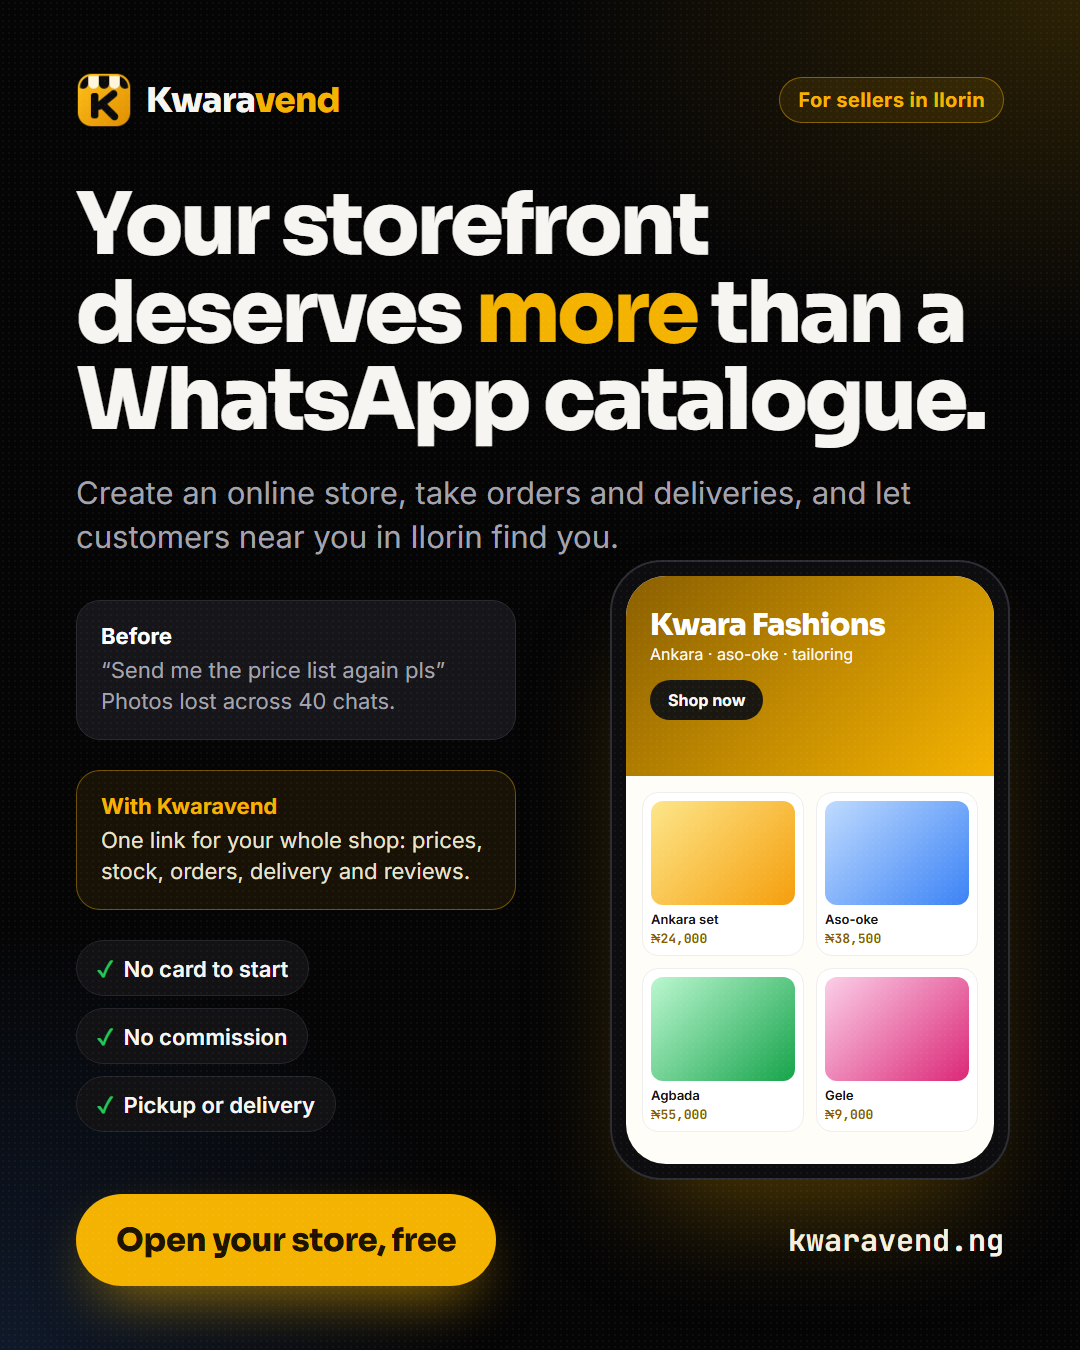 Kwaravend
For sellers in Ilorin
Your storefront
deserves more than a
WhatsApp catalogue.
Create an online store, take orders and deliveries, and let
customers near you in Ilorin find you.
Before
“Send me the price list again pls”
Photos lost across 40 chats.
With Kwaravend
One link for your whole shop: prices,
stock, orders, delivery and reviews.
✓ No card to start
✓ No commission
✓ Pickup or delivery
Kwara Fashions
Ankara · aso-oke · tailoring
Shop now
Ankara set
₦24,000
Aso-oke
₦38,500
Agbada
₦55,000
Gele
₦9,000
Open your store, free
kwaravend.ng